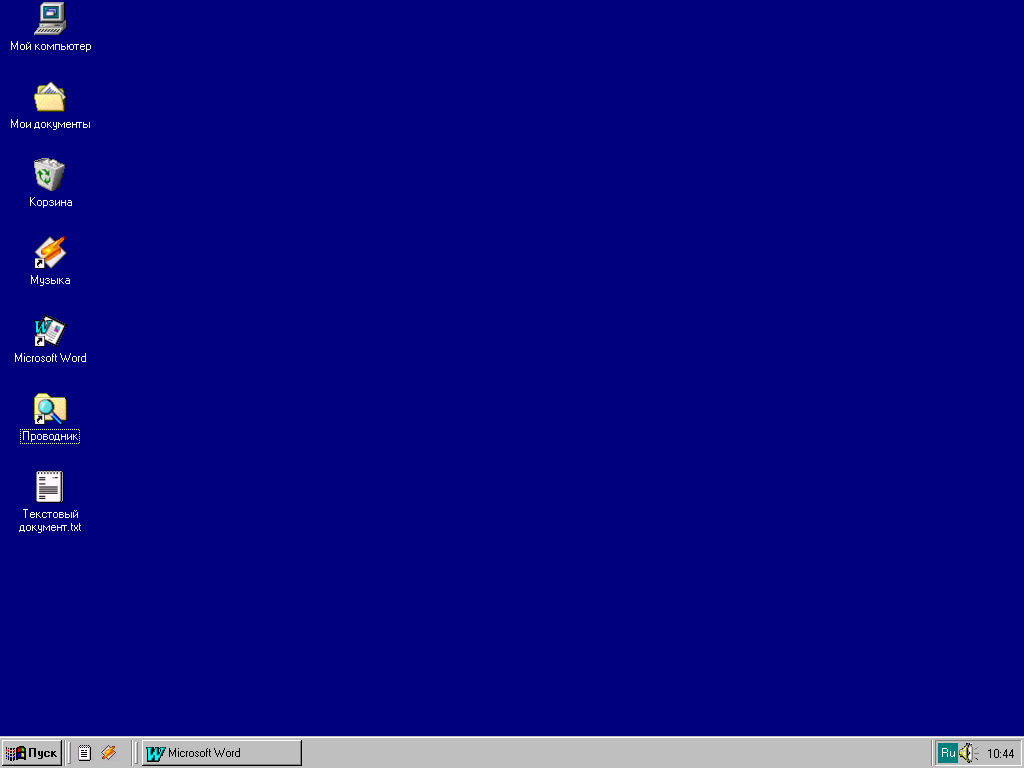 Мой компьютер
Мои документы
Корзина
Музыка
Microsoft Word
Проводник
Текстовый
документ.txt
Пуск
Microsoft Word
Ru
10:44